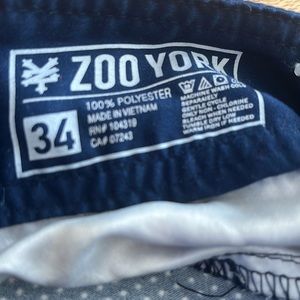 ZOO YORK
34
100% POLYESTER
MADE IN VIETNAM
RN# 104319
CA# 07243
MACHINE WASH COLD
SEPARATELY
GENTLE CYCLE
ONLY NON - CHLORINE
BLEACH WHEN NEEDED
TUMBLE DRY LOW
WARM IRON IF NEEDED